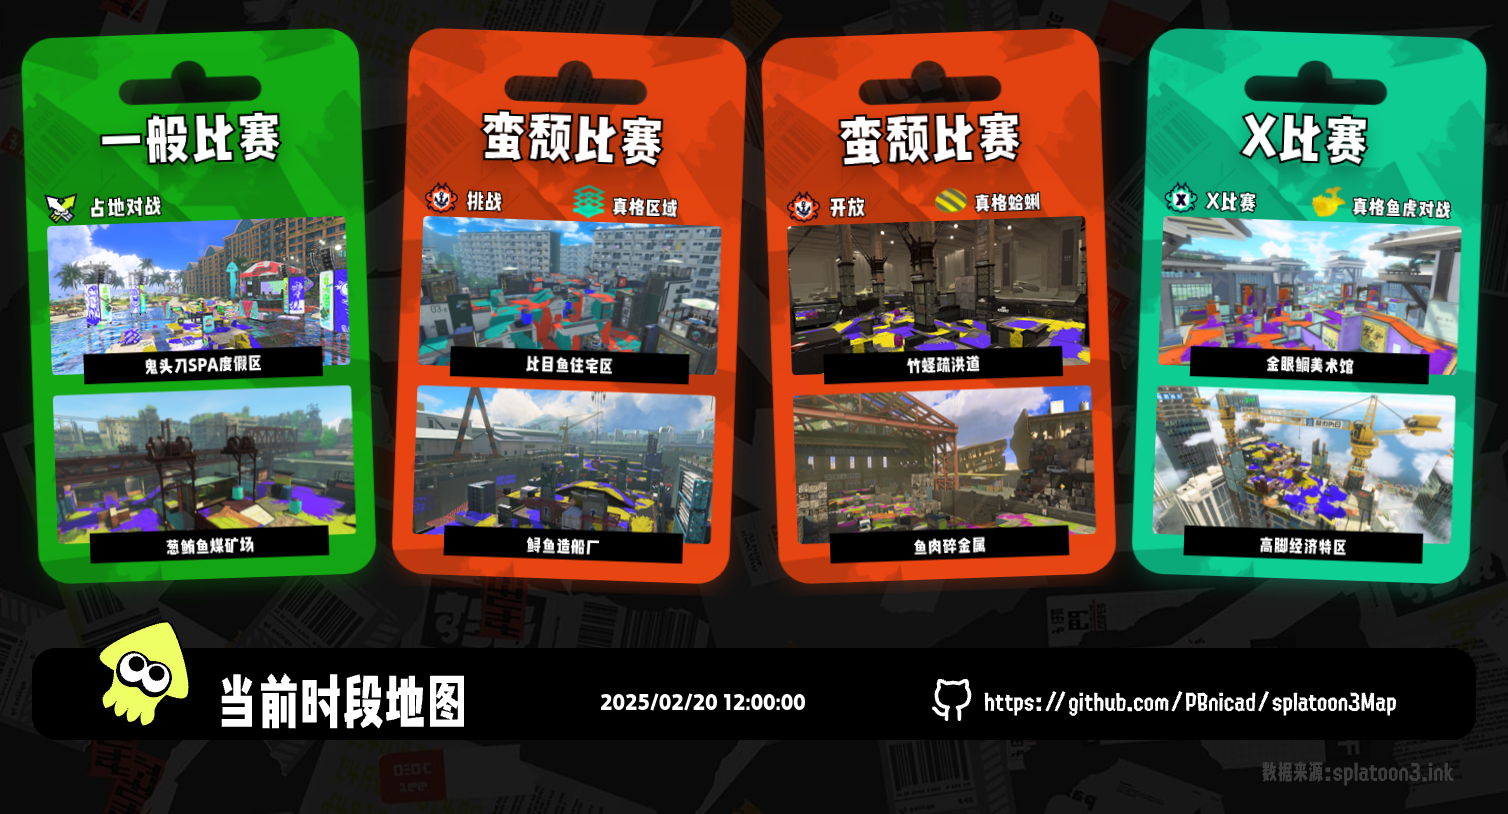 一般比赛
占地对战
鬼头刀SPA度假区
葱鲔鱼煤矿场
蛮颓比赛
挑战
真格区域
比目鱼住宅区
鲟鱼造船厂
蛮颓比赛
开放
真格蛤蜊
竹蛏疏洪道
鱼肉碎金属
X比赛
X比赛
真格鱼虎对战
金眼鲷美术馆
高脚经济特区
当前时段地图
2025/02/20 12:00:00
https://github.com/PBnicad/splatoon3Map
数据来源:splatoon3.ink